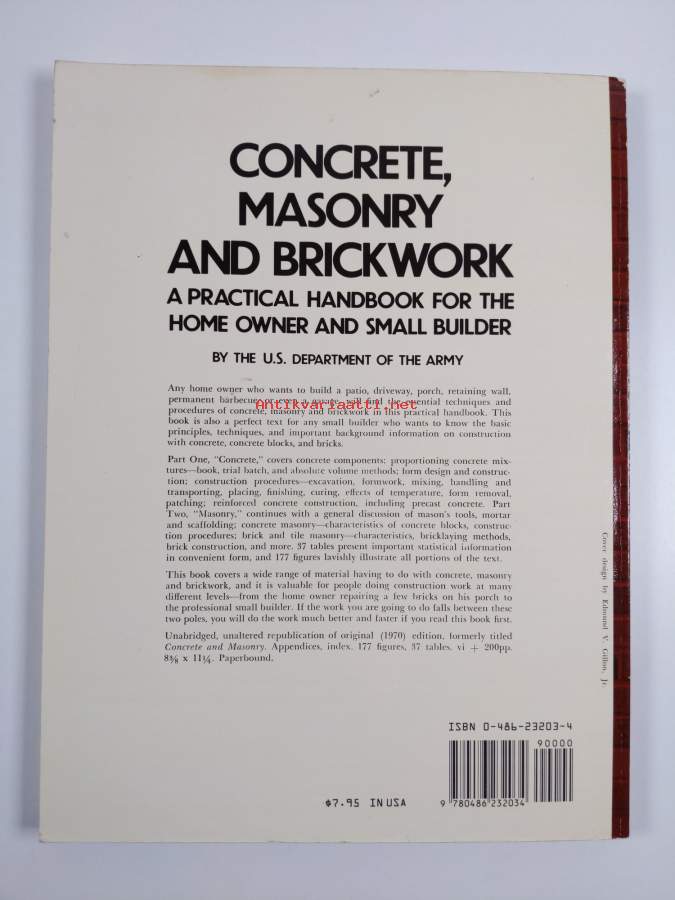 CONCRETE,
MASONRY
AND BRICKWORK
A PRACTICAL HANDBOOK FOR THE
HOME OWNER AND SMALL BUILDER
BY THE U.S. DEPARTMENT OF THE ARMY
Any home owner who wants to build a patio, driveway, porch, retaining wall,
permanent barbecue or even a garage, will find the essential techniques and
Antikvariaatti.net
procedures of concrete, masonry and brickwork in this practical handbook. This
book is also a perfect text for any small builder who wants to know the basic
principles, techniques, and important background information on construction
with concrete, concrete blocks, and bricks.
Part One, "Concrete," covers concrete components; proportioning concrete mix-
tures—book, trial batch, and absolute volume methods; form design and construc-
tion; construction procedures—excavation, formwork, mixing, handling and
transporting, placing, finishing, curing, effects of temperature, form removal,
patching; reinforced concrete construction, including precast concrete. Part
Two, "Masonry," continues with a general discussion of mason's tools, mortar
and scaffolding; concrete masonry—characteristics of concrete blocks, construc-
tion procedures; brick and tile masonry—characteristics, bricklaying methods,
brick construction, and more. 37 tables present important statistical information
in convenient form, and 177 figures lavishly illustrate all portions of the text.
This book covers a wide range of material having to do with concrete, masonry
and brickwork, and it is valuable for people doing construction work at many
different levels—from the home owner repairing a few bricks on his porch to
the professional small builder. If the work you are going to do falls between these
two poles, you will do the work much better and faster if you read this book first.
Unabridged, unaltered republication of original (1970) edition, formerly titled
Concrete and Masonry. Appendices, index. 177 figures, 37 tables. vi + 200pp.
8⅜ x 11¼. Paperbound.
Cover design by Edmund V. Gillon, Jr.
ISBN 0-486-23203-4
90000
$7.95 IN USA
9 780486 232034